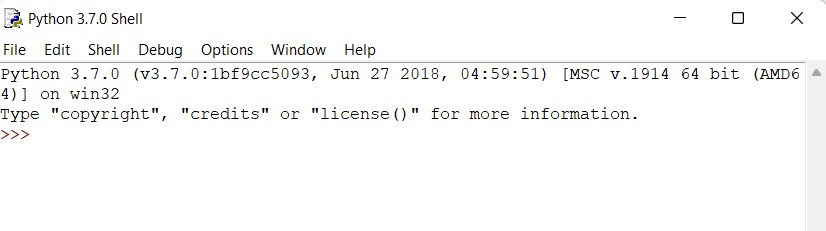 Python 3.7.0 Shell
File Edit Shell Debug Options Window Help
Python 3.7.0 (v3.7.0:1bf9cc5093, Jun 27 2018, 04:59:51) [MSC v.1914 64 bit (AMD6
4)] on win32
Type "copyright", "credits" or "license()" for more information.
>>>